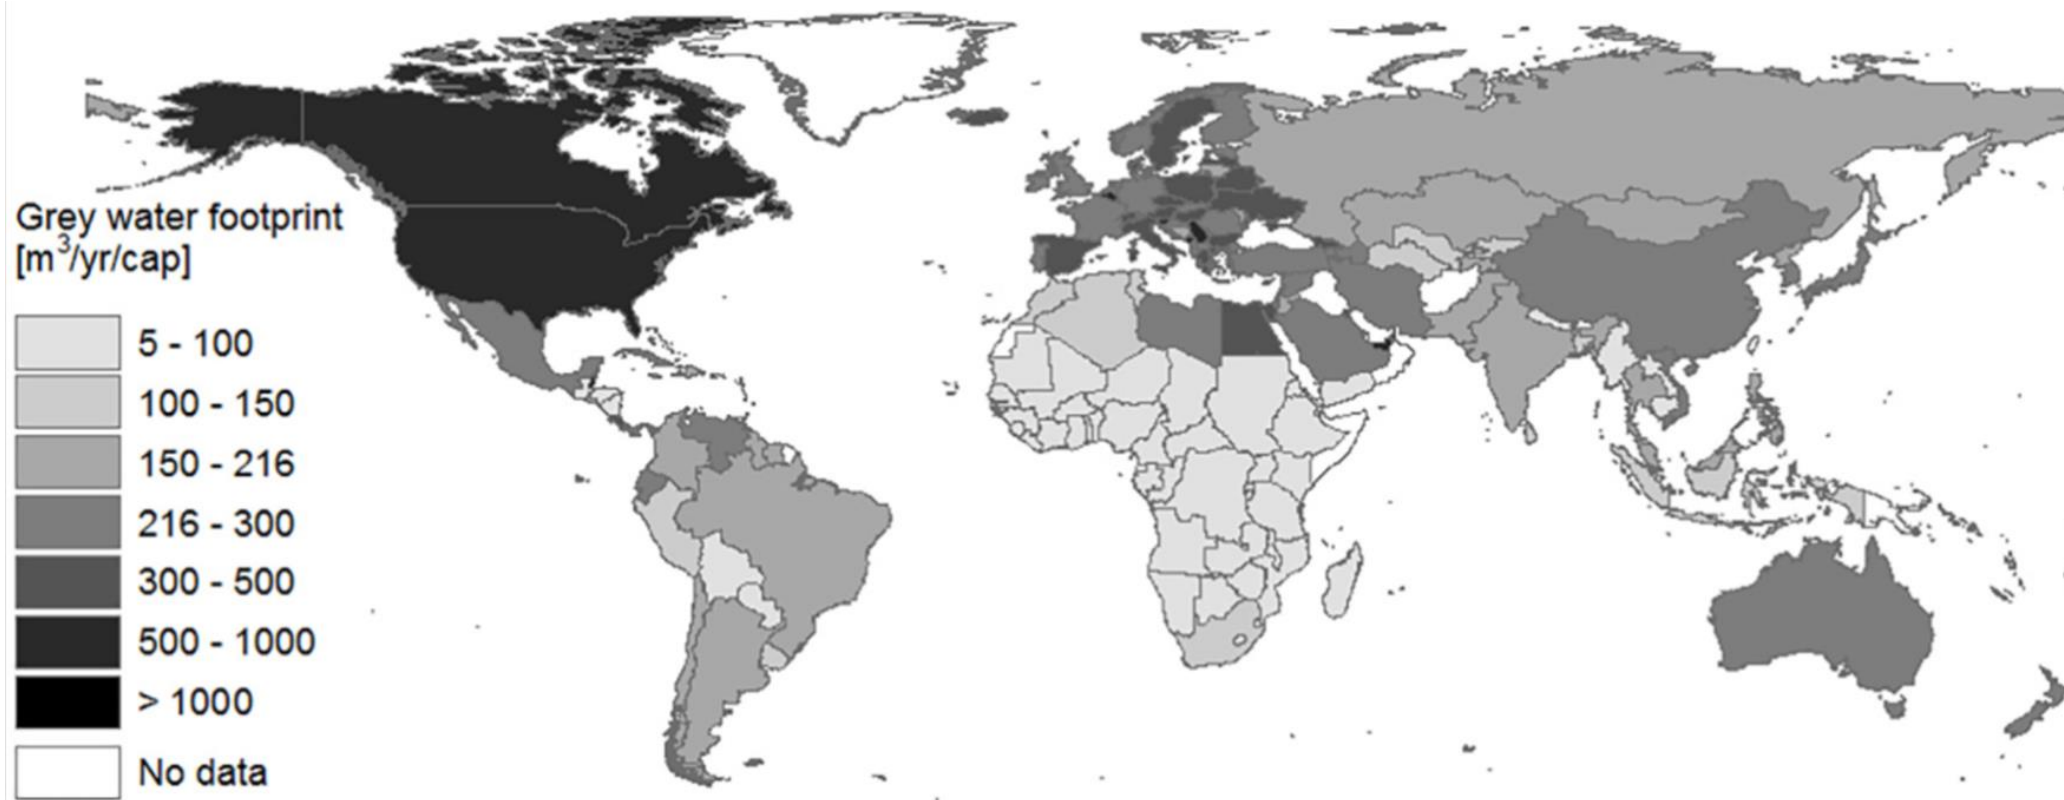 Grey water footprint
[m³/yr/cap]
5 - 100
100 - 150
150 - 216
216 - 300
300 - 500
500 - 1000
> 1000
No data